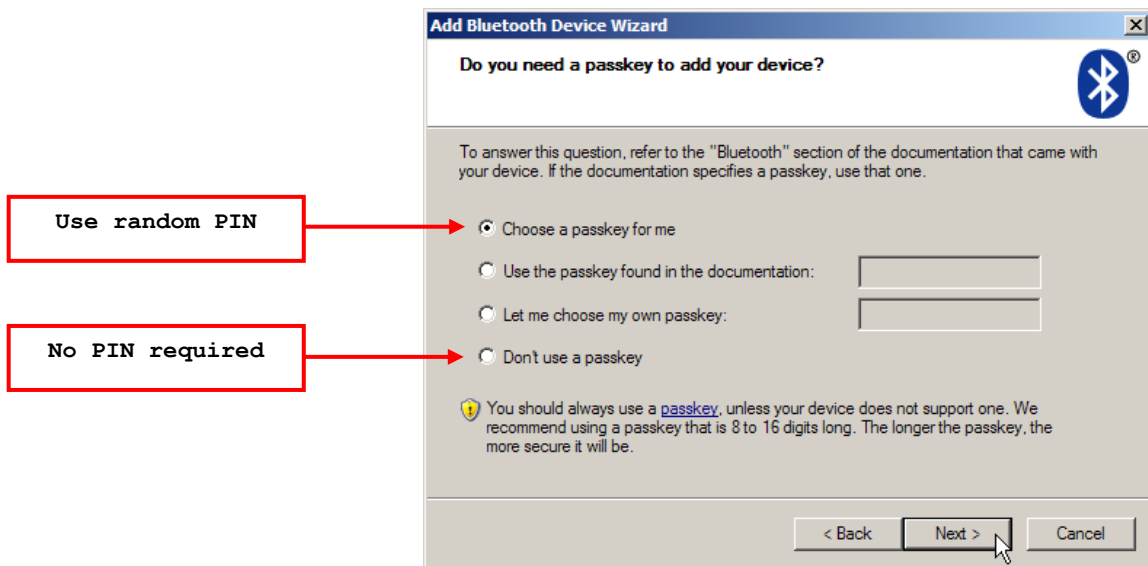 Add Bluetooth Device Wizard
Do you need a passkey to add your device?
®
To answer this question, refer to the "Bluetooth" section of the documentation that came with
your device. If the documentation specifies a passkey, use that one.
Use random PIN
Choose a passkey for me
Use the passkey found in the documentation:
Let me choose my own passkey:
No PIN required
Don't use a passkey
You should always use a passkey, unless your device does not support one. We
recommend using a passkey that is 8 to 16 digits long. The longer the passkey, the
more secure it will be.
< Back
Next >
Cancel